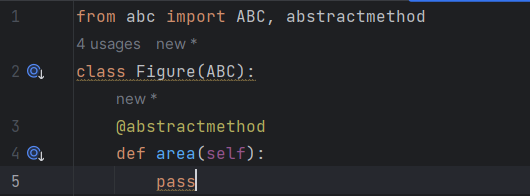 1 from abc import ABC, abstractmethod
4 usages new *
2 class Figure(ABC):
new *
3 @abstractmethod
4 def area(self):
5 pass